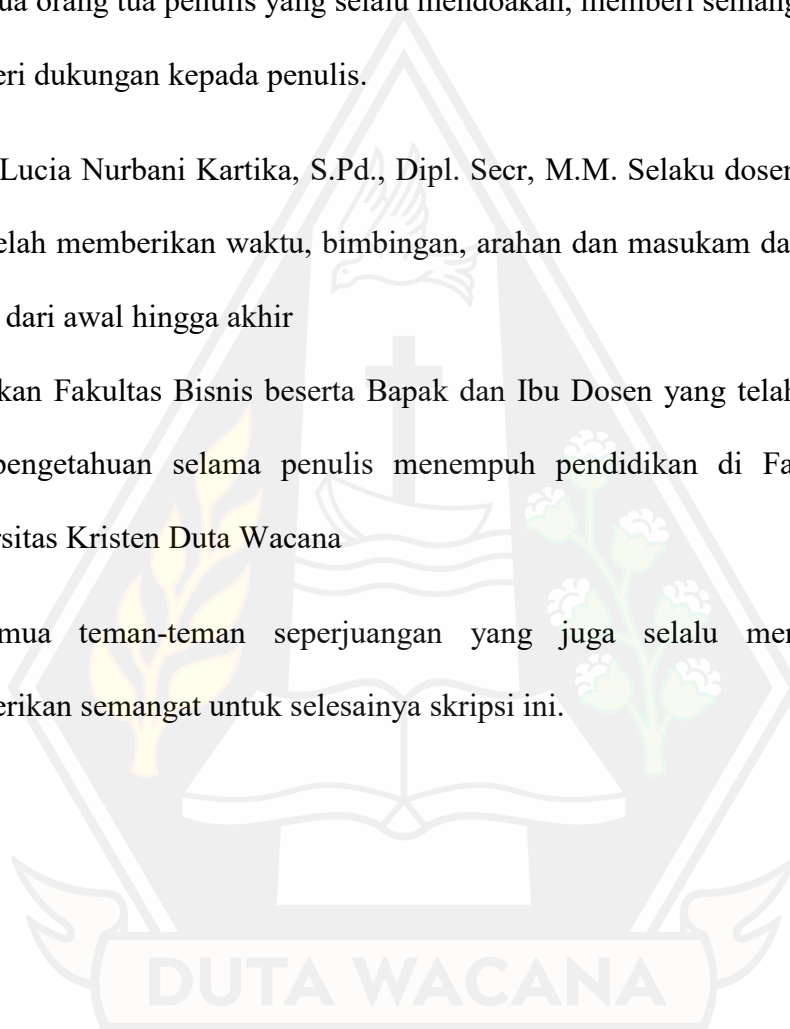 ua orang tua penulis yang selalu mendoakan, memberi semang
eri dukungan kepada penulis.
Lucia Nurbani Kartika, S.Pd., Dipl. Secr, M.M. Selaku dosen
elah memberikan waktu, bimbingan, arahan dan masukam da
dari awal hingga akhir
kan Fakultas Bisnis beserta Bapak dan Ibu Dosen yang telah
pengetahuan selama penulis menempuh pendidikan di Fa
rsitas Kristen Duta Wacana
mua teman-teman seperjuangan yang juga selalu men
erikan semangat untuk selesainya skripsi ini.
DUTA WACANA